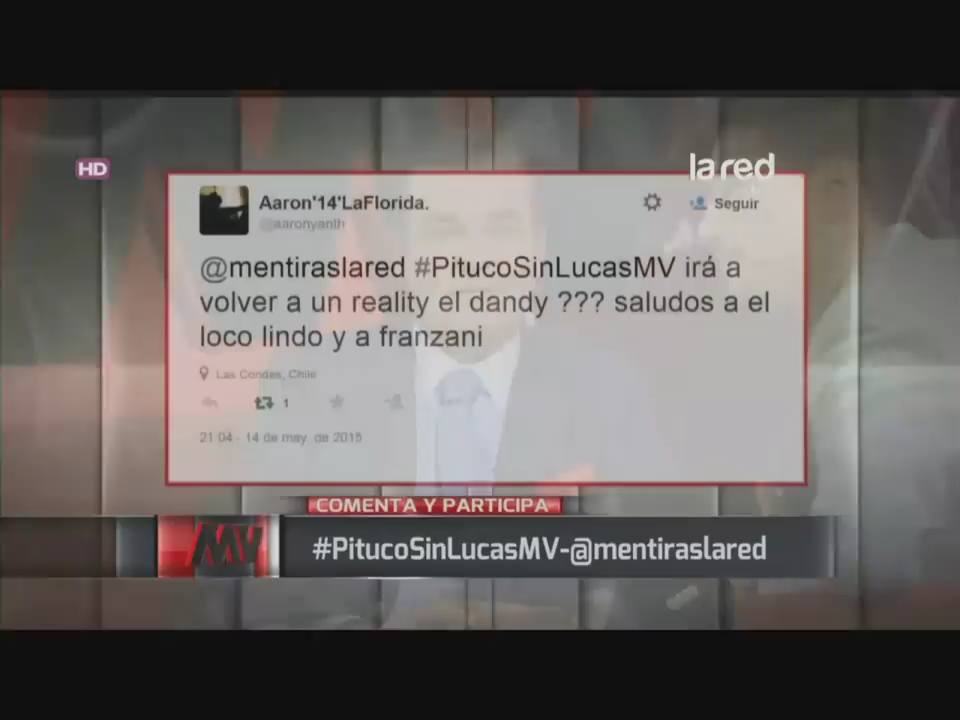 HD
la red
Aaron'14'LaFlorida.
@aaronyanth
Seguir
@mentiraslared #PitucoSinLucasMV irá a
volver a un reality el dandy ??? saludos a el
loco lindo y a franzani
Las Condes, Chile
1
21:04 - 14 de may. de 2015
COMENTA Y PARTICIPA
MV
#PitucoSinLucasMV-@mentiraslared